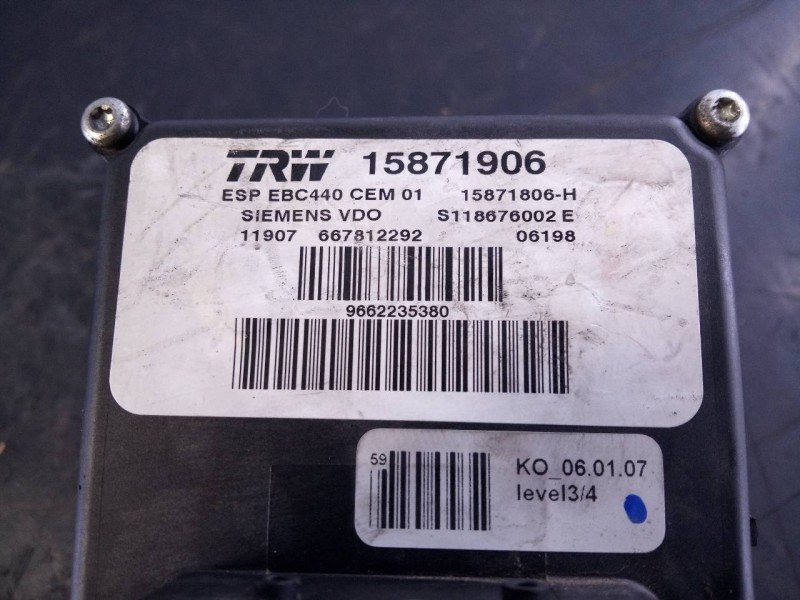 TRW 15871906
ESP EBC440 CEM 01 15871806-H
SIEMENS VDO S118676002 E
11907 667812292 06198
9662235380
59
KO_06.01.07
level3/4